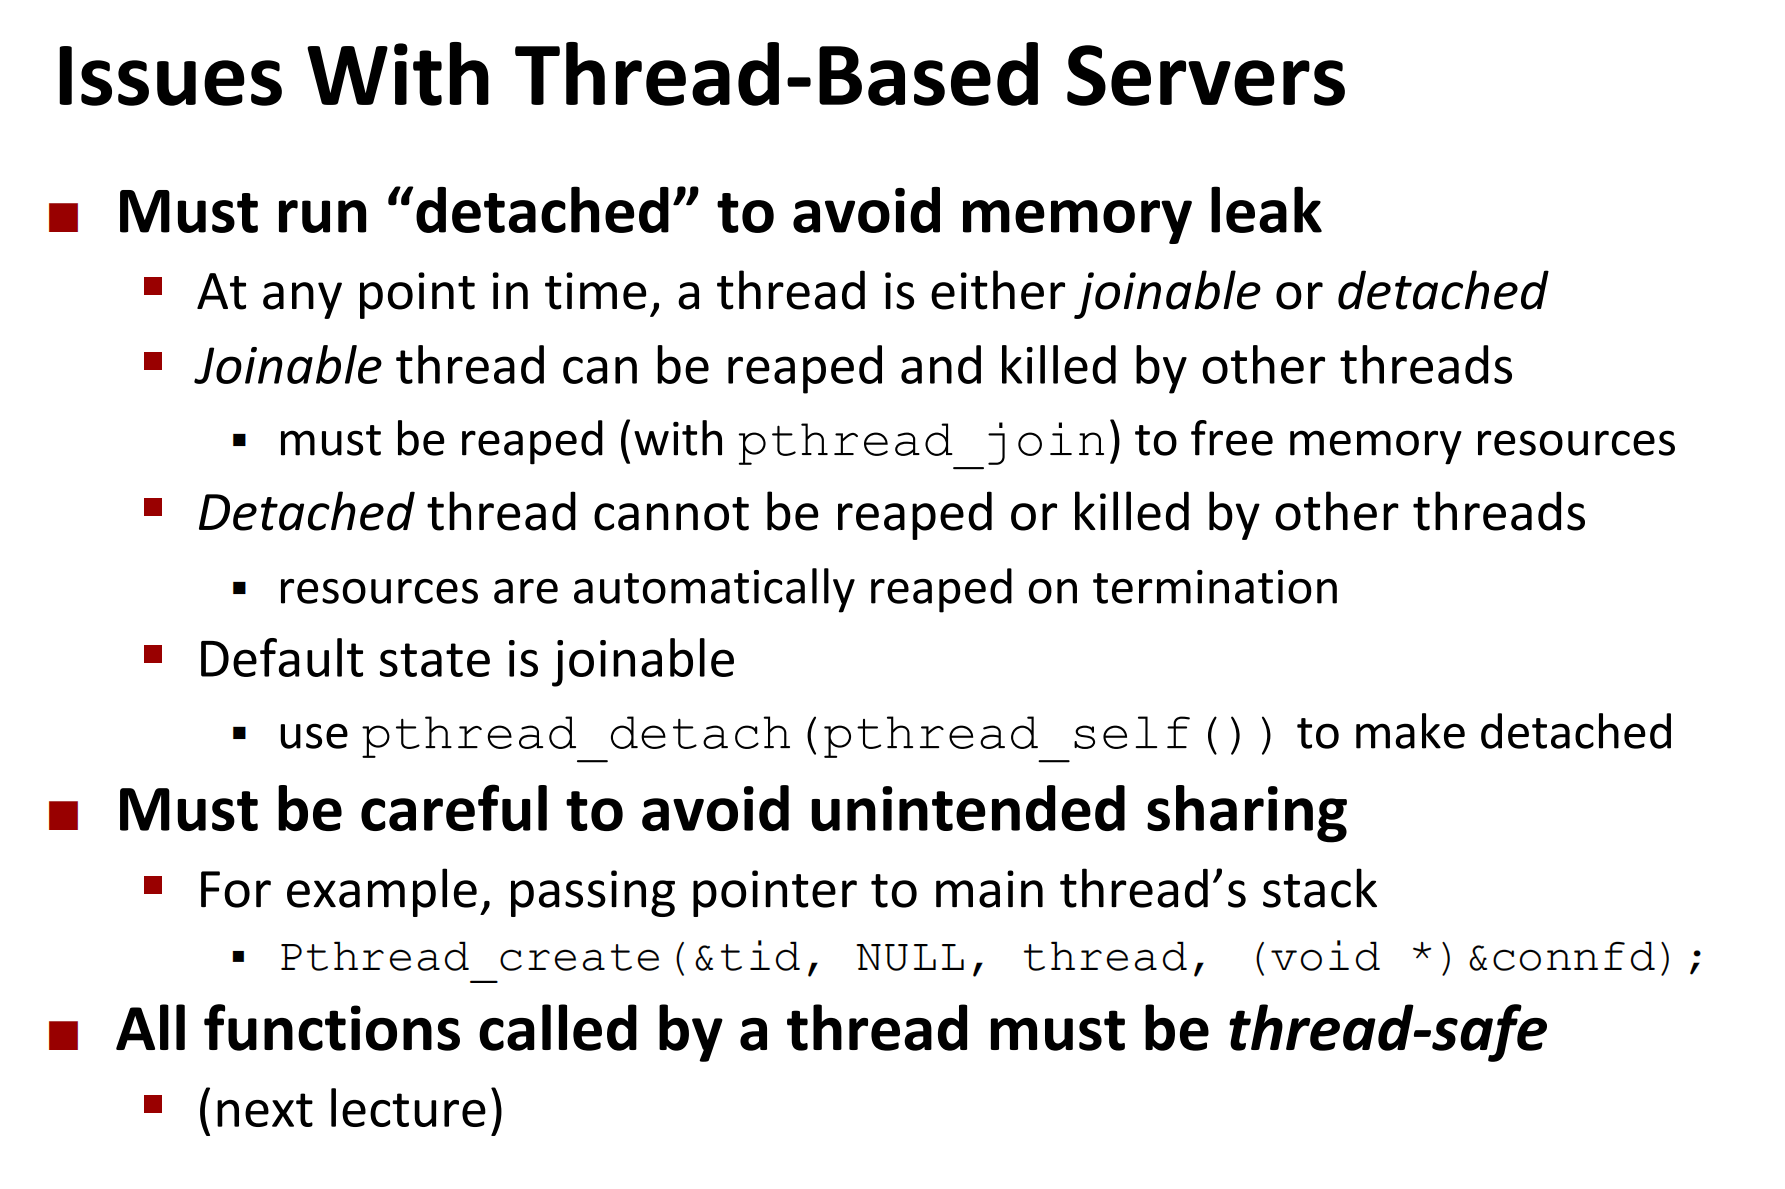 Issues With Thread-Based Servers
Must run “detached” to avoid memory leak
At any point in time, a thread is either joinable or detached
Joinable thread can be reaped and killed by other threads
must be reaped (with pthread_join) to free memory resources
Detached thread cannot be reaped or killed by other threads
resources are automatically reaped on termination
Default state is joinable
use pthread_detach(pthread_self()) to make detached
Must be careful to avoid unintended sharing
For example, passing pointer to main thread’s stack
Pthread_create(&tid, NULL, thread, (void *)&connfd);
All functions called by a thread must be thread-safe
(next lecture)